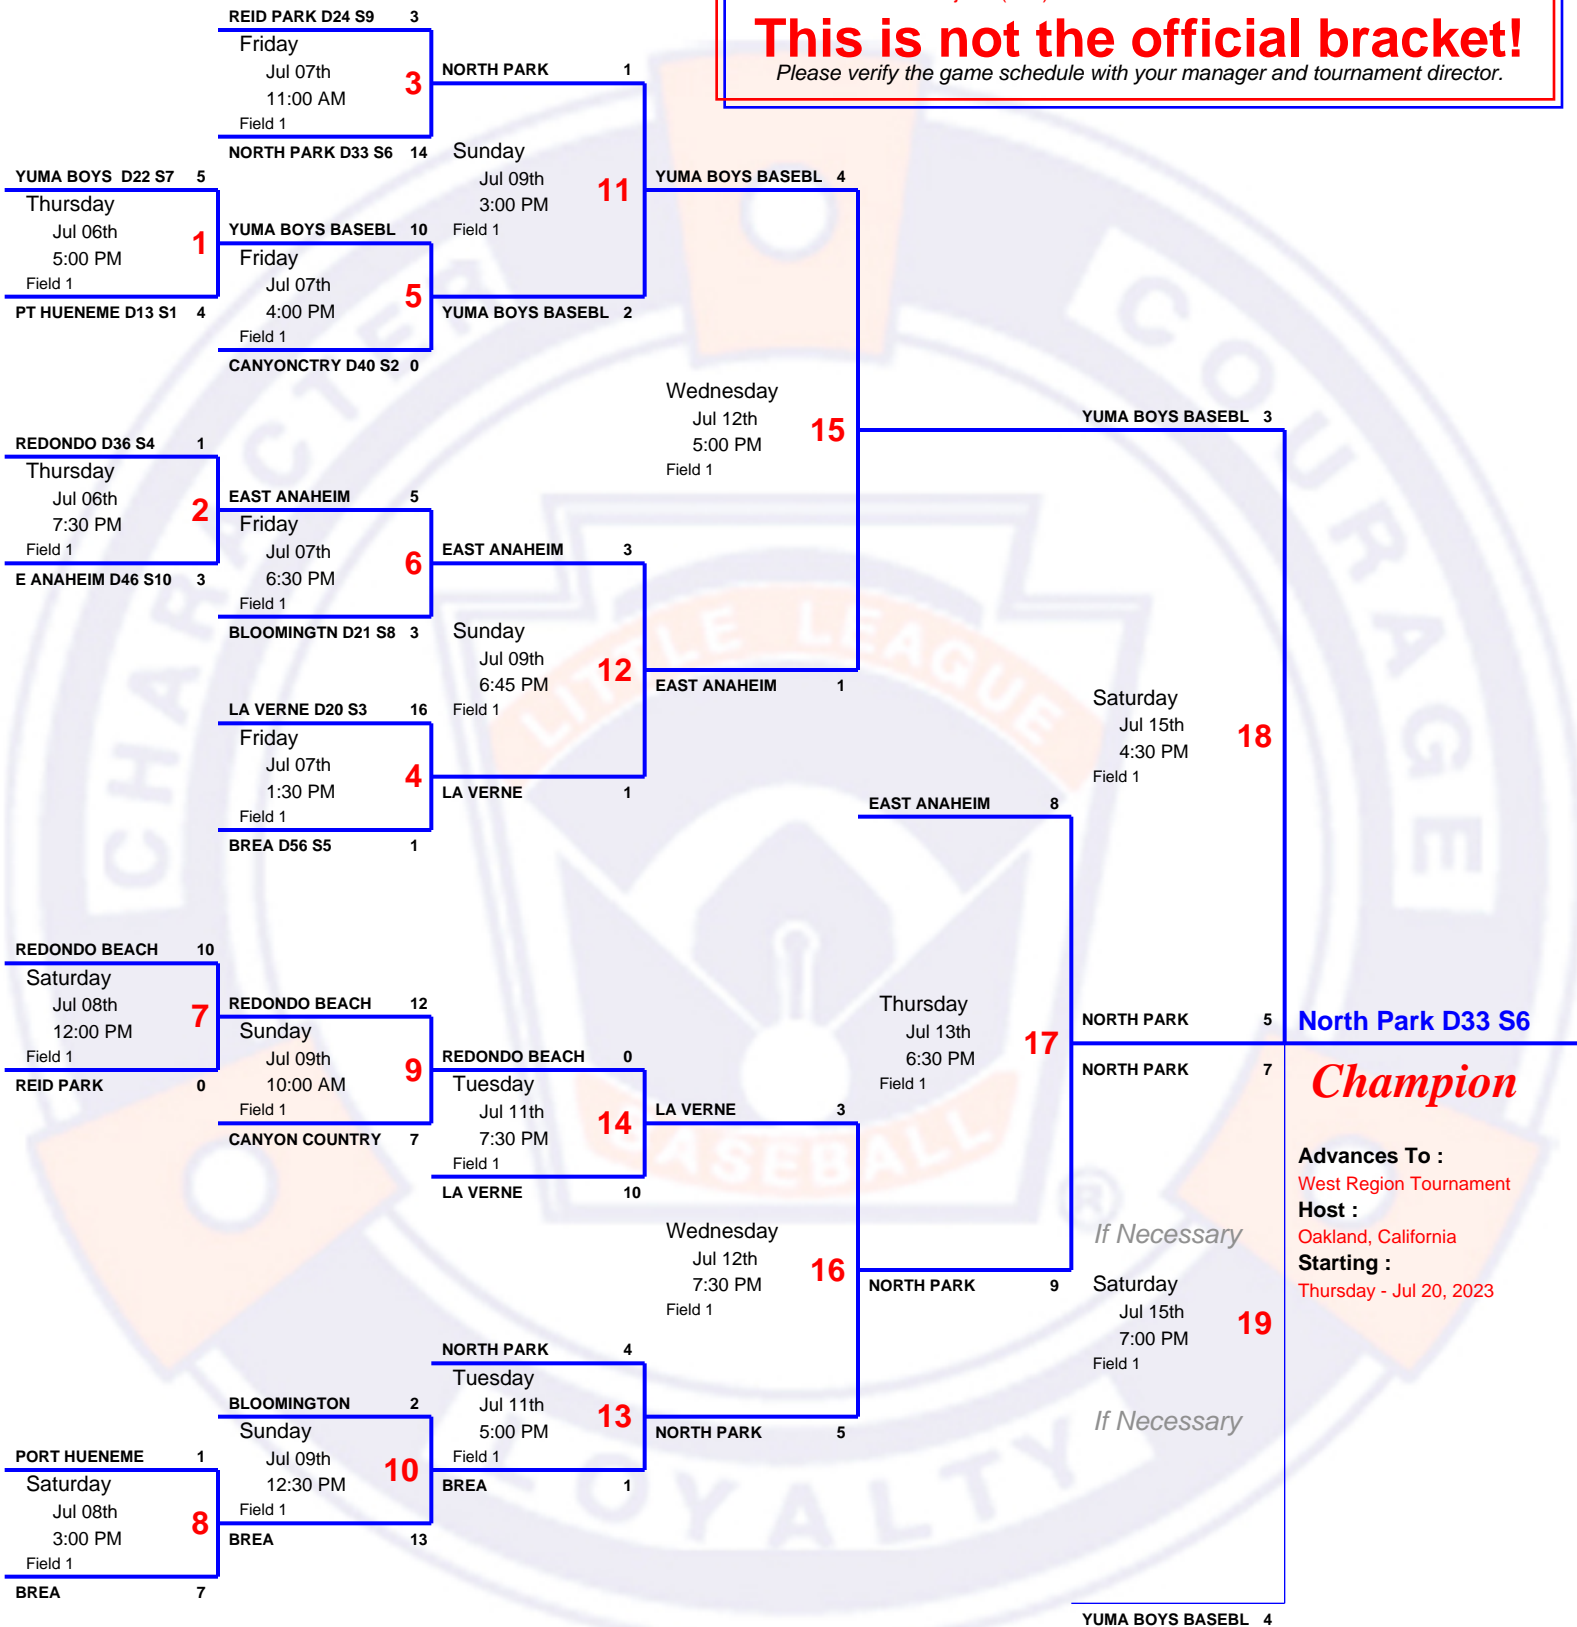 This is not the official bracket!
Please verify the game schedule with your manager and tournament director.
REID PARK D24 S9 3
Friday
Jul 07th
11:00 AM
Field 1
3
NORTH PARK D33 S6 14
YUMA BOYS  D22 S7 5
Thursday
Jul 06th
5:00 PM
Field 1
1
PT HUENEME D13 S1 4
YUMA BOYS BASEBL 10
Friday
Jul 07th
4:00 PM
Field 1
5
CANYONCTRY D40 S2 0
NORTH PARK 1
Sunday
Jul 09th
3:00 PM
Field 1
11
YUMA BOYS BASEBL 2
REDONDO D36 S4 1
Thursday
Jul 06th
7:30 PM
Field 1
2
E ANAHEIM D46 S10 3
EAST ANAHEIM 5
Friday
Jul 07th
6:30 PM
Field 1
6
BLOOMINGTN D21 S8 3
LA VERNE D20 S3 16
Friday
Jul 07th
1:30 PM
Field 1
4
BREA D56 S5 1
EAST ANAHEIM 3
Sunday
Jul 09th
6:45 PM
Field 1
12
LA VERNE 1
YUMA BOYS BASEBL 4
Wednesday
Jul 12th
5:00 PM
Field 1
15
EAST ANAHEIM 1
YUMA BOYS BASEBL 3
Saturday
Jul 15th
4:30 PM
Field 1
18
NORTH PARK 5
REDONDO BEACH 10
Saturday
Jul 08th
12:00 PM
Field 1
7
REID PARK 0
REDONDO BEACH 12
Sunday
Jul 09th
10:00 AM
Field 1
9
CANYON COUNTRY 7
REDONDO BEACH 0
Tuesday
Jul 11th
7:30 PM
Field 1
14
LA VERNE 10
LA VERNE 3
Wednesday
Jul 12th
7:30 PM
Field 1
16
NORTH PARK 5
EAST ANAHEIM 8
Thursday
Jul 13th
6:30 PM
Field 1
17
NORTH PARK 9
NORTH PARK 4
Tuesday
Jul 11th
5:00 PM
Field 1
13
BREA 1
BLOOMINGTON 2
Sunday
Jul 09th
12:30 PM
Field 1
10
BREA 13
PORT HUENEME 1
Saturday
Jul 08th
3:00 PM
Field 1
8
BREA 7
NORTH PARK 7
If Necessary
Saturday
Jul 15th
7:00 PM
Field 1
19
If Necessary
YUMA BOYS BASEBL 4
North Park D33 S6
Champion
Advances To :
West Region Tournament
Host :
Oakland, California
Starting :
Thursday - Jul 20, 2023
CHARACTER
COURAGE
LOYALTY
LITTLE LEAGUE
BASEBALL
®